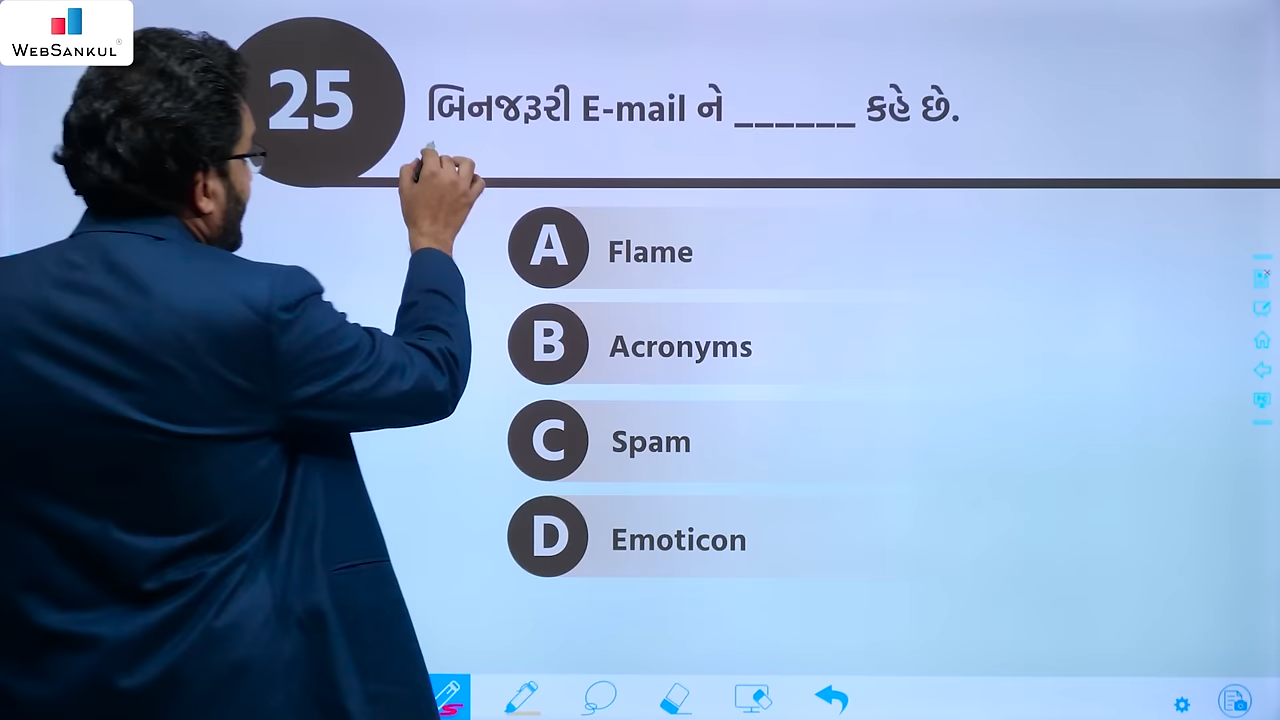 WEBSANKUL
25
બિનજરૂરી E-mail ને ______ કહે છે.
A Flame
B Acronyms
C Spam
D Emoticon